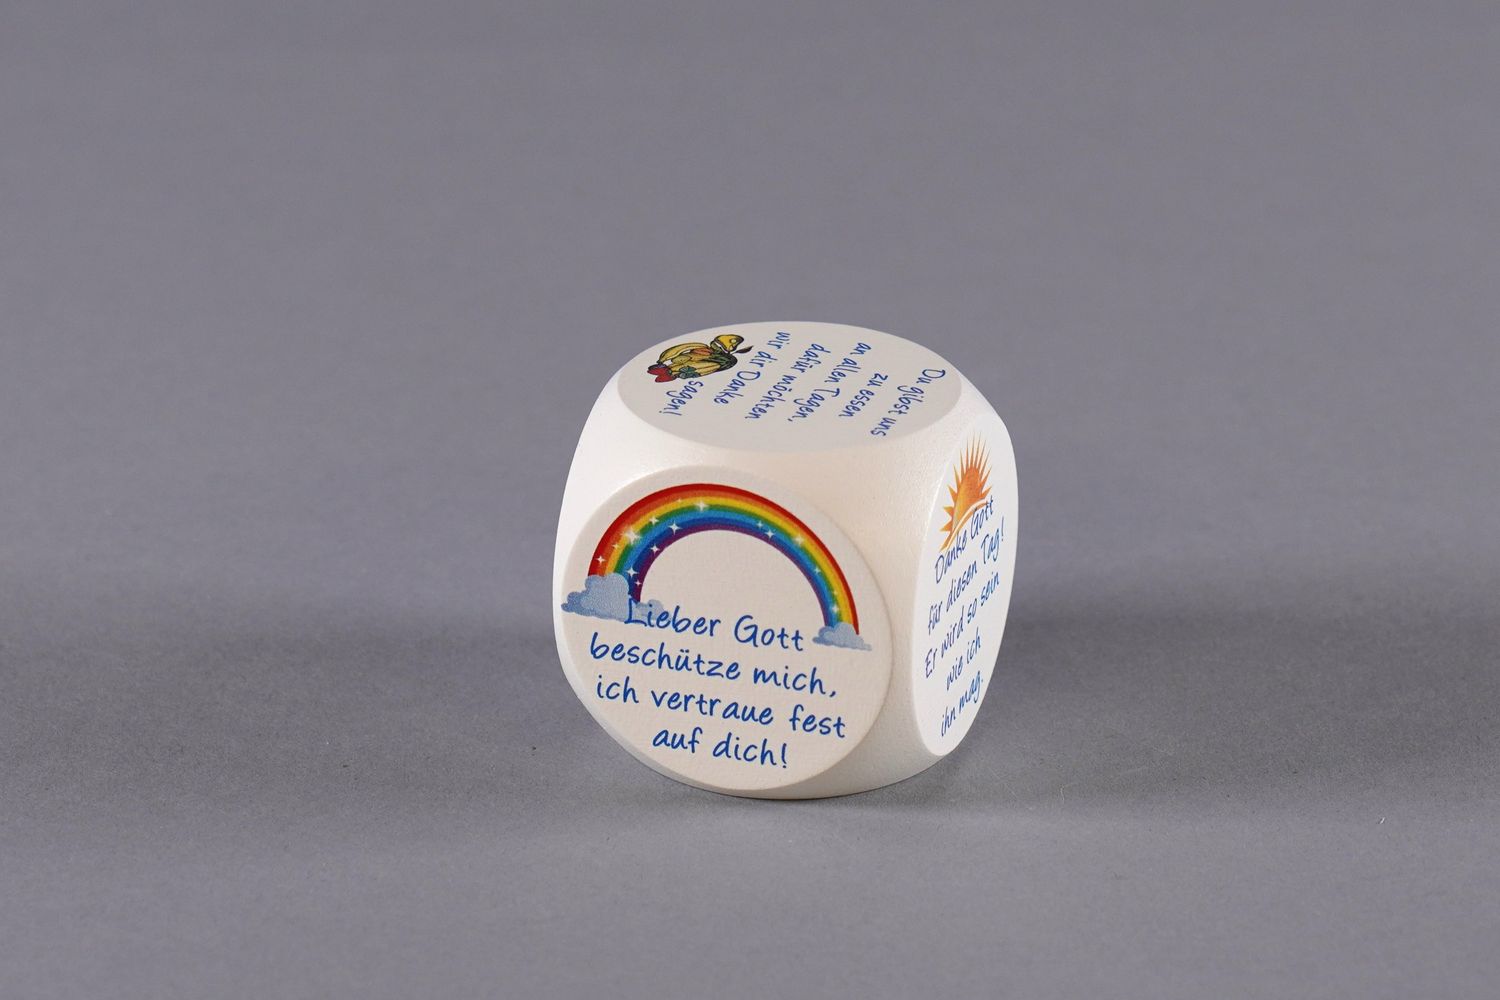 Du gibst uns
zu essen
an allen Tagen,
dafür möchten
wir dir Danke
sagen!
Lieber Gott
beschütze mich,
ich vertraue fest
auf dich!
Danke Gott
für diesen Tag!
Er wird so sein
wie ich
ihn mag.